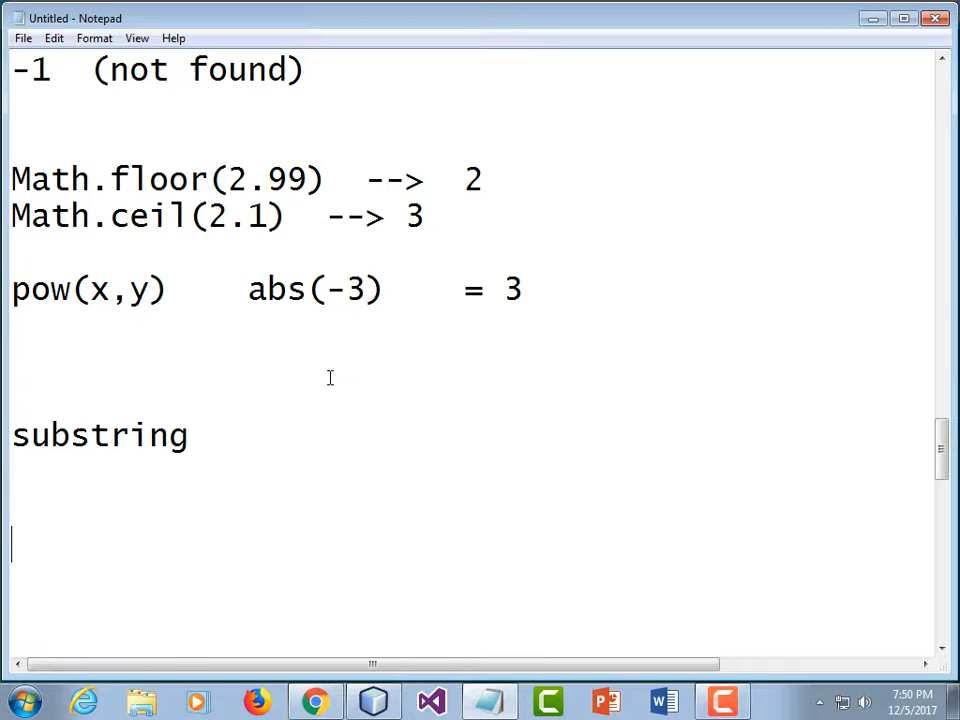 Untitled - Notepad
File Edit Format View Help
-1  (not found)
Math.floor(2.99)  -->  2
Math.ceil(2.1)  --> 3
pow(x,y)    abs(-3)    = 3
substring
7:50 PM
12/5/2017